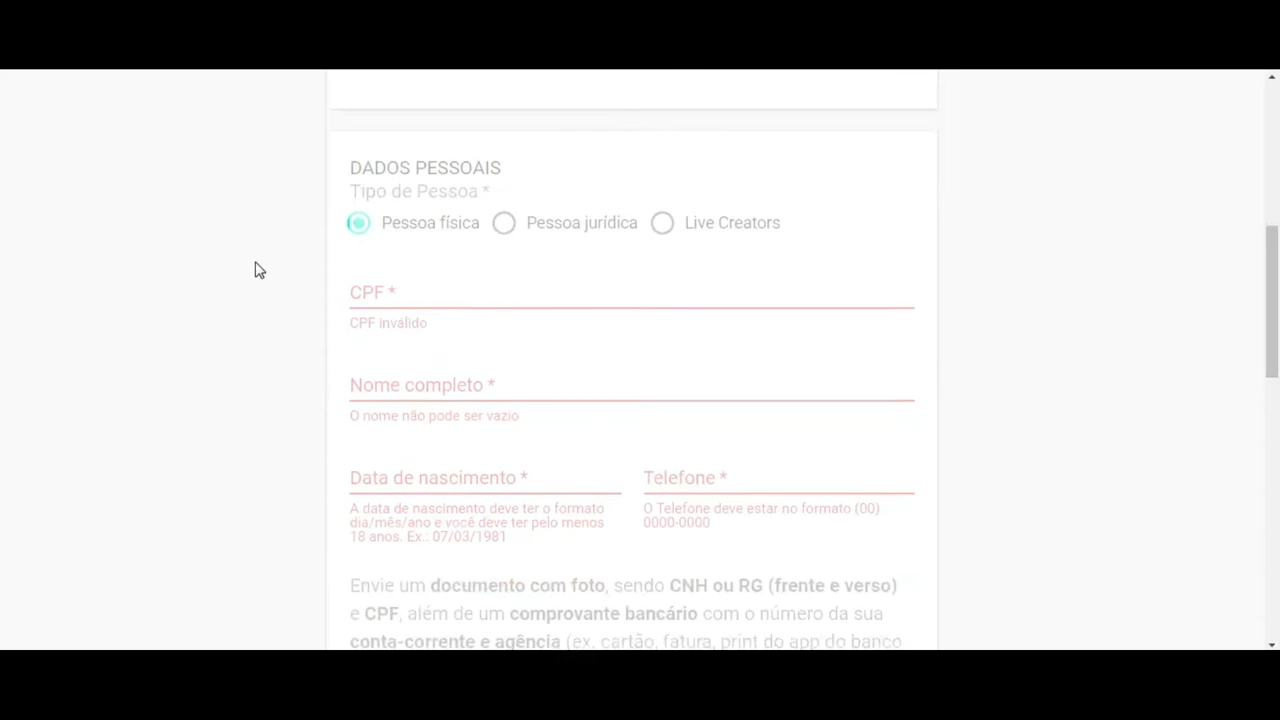 DADOS PESSOAIS
Tipo de Pessoa *
Pessoa física Pessoa jurídica Live Creators
CPF *
CPF inválido
Nome completo *
O nome não pode ser vazio
Data de nascimento * Telefone *
A data de nascimento deve ter o formato
dia/mês/ano e você deve ter pelo menos
18 anos. Ex.: 07/03/1981
O Telefone deve estar no formato (00)
0000-0000
Envie um documento com foto, sendo CNH ou RG (frente e verso)
e CPF, além de um comprovante bancário com o número da sua
conta-corrente e agência (ex. cartão, fatura, print do app do banco